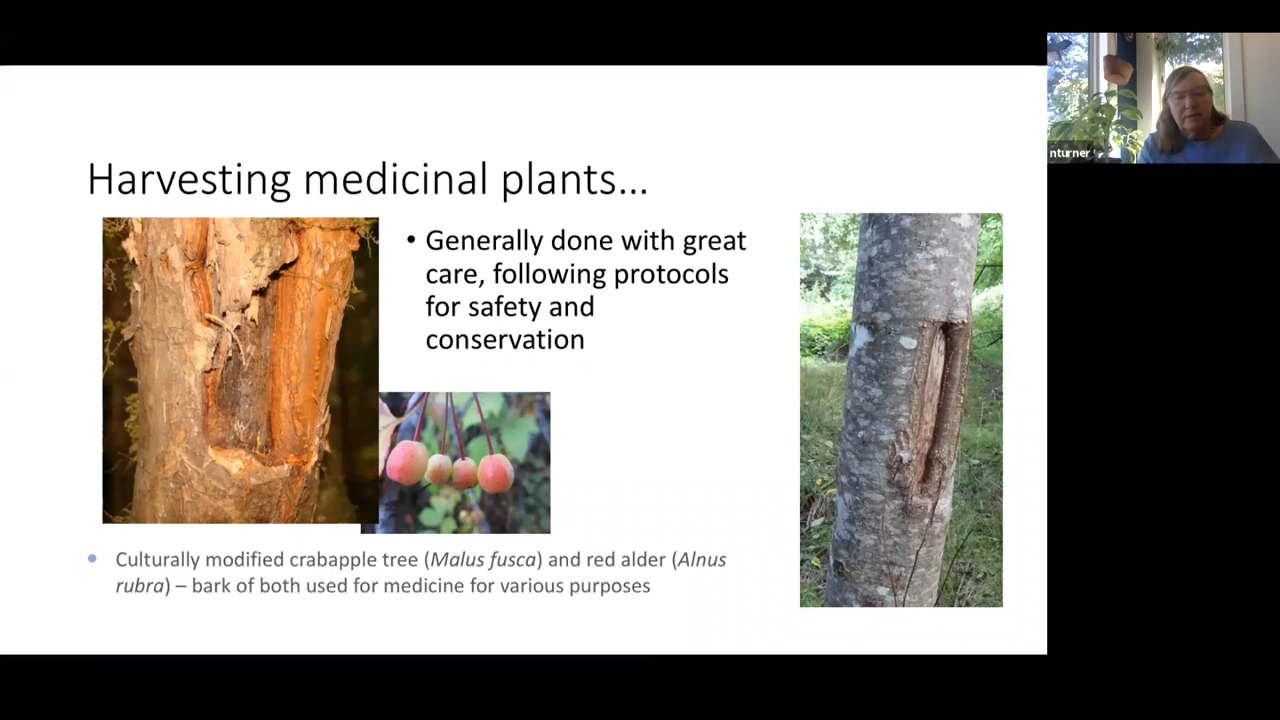 Harvesting medicinal plants...
• Generally done with great
care, following protocols
for safety and
conservation
• Culturally modified crabapple tree (Malus fusca) and red alder (Alnus
rubra) – bark of both used for medicine for various purposes
nturner